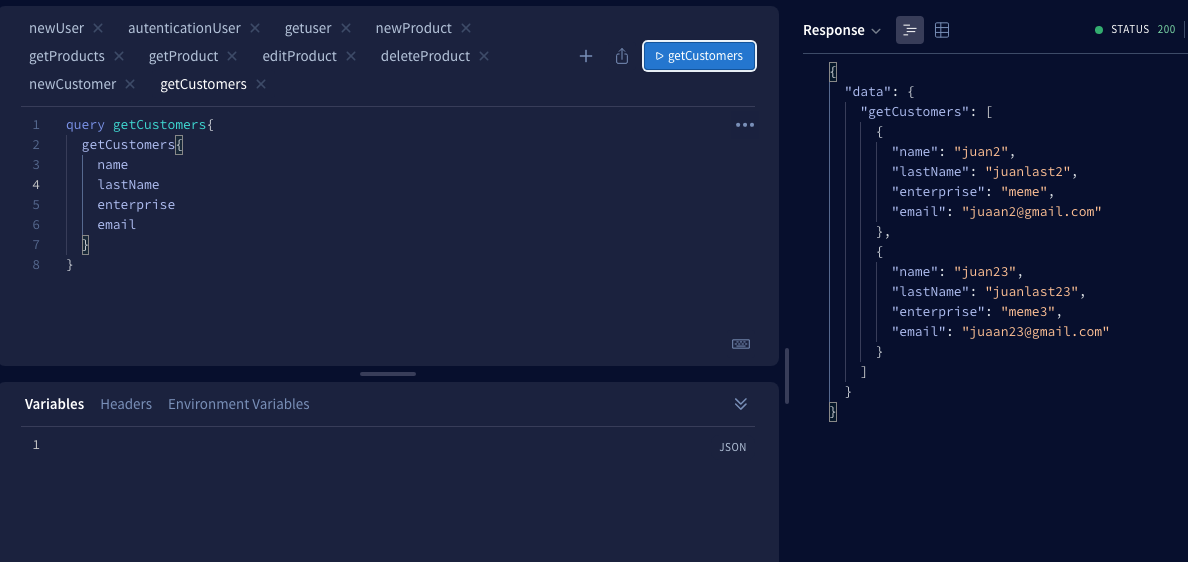 newUser autenticationUser getuser newProduct
getProducts getProduct editProduct deleteProduct
newCustomer getCustomers
getCustomers
1 query getCustomers{
2 getCustomers{
3 name
4 lastName
5 enterprise
6 email
7 }
8 }
Variables Headers Environment Variables
1
JSON
Response STATUS 200
{
"data": {
"getCustomers": [
{
"name": "juan2",
"lastName": "juanlast2",
"enterprise": "meme",
"email": "juaan2@gmail.com"
},
{
"name": "juan23",
"lastName": "juanlast23",
"enterprise": "meme3",
"email": "juaan23@gmail.com"
}
]
}
}